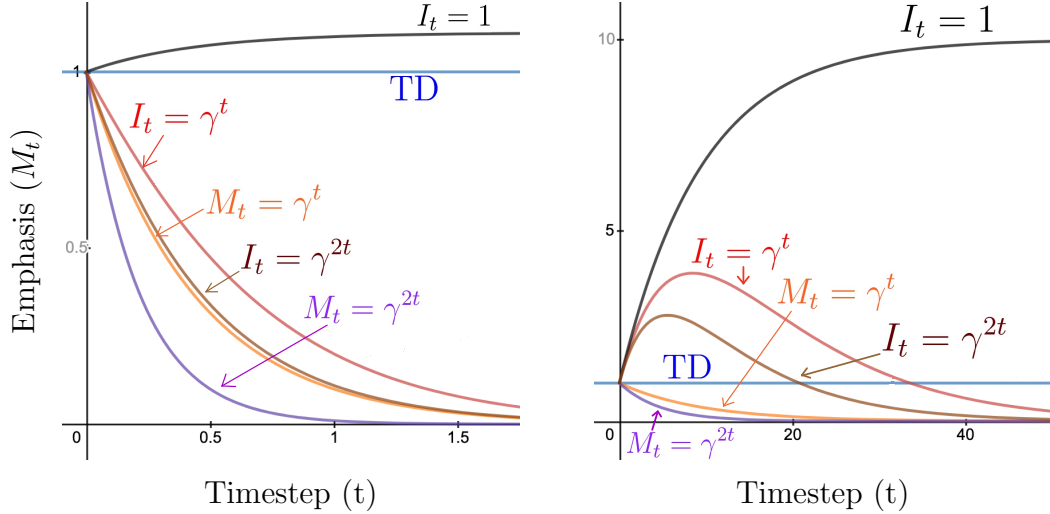 I_t = 1
1
TD
I_t = γ^t
M_t = γ^t
0.5
I_t = γ^{2t}
M_t = γ^{2t}
Emphasis (M_t)
0
0.5
1
1.5
Timestep (t)
I_t = 1
10
5
I_t = γ^t
M_t = γ^t
I_t = γ^{2t}
TD
M_t = γ^{2t}
0
20
40
Timestep (t)